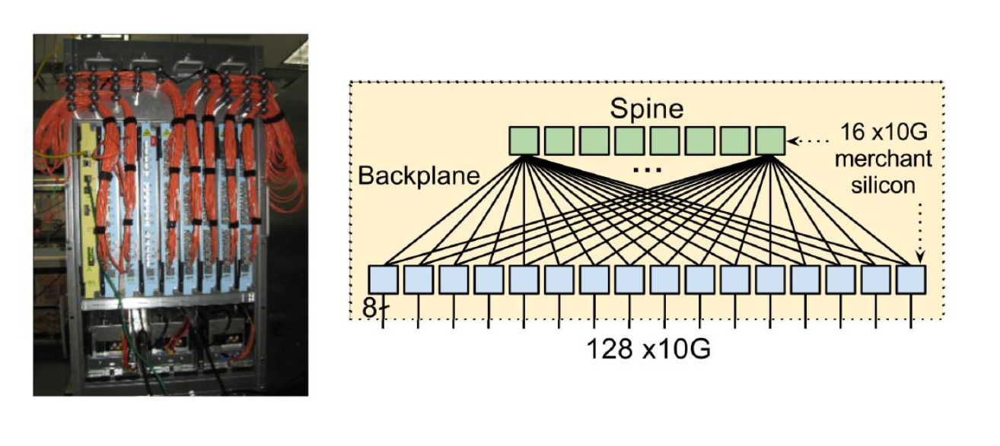 Spine
16 x10G
merchant
silicon
Backplane
...
8
128 x10G